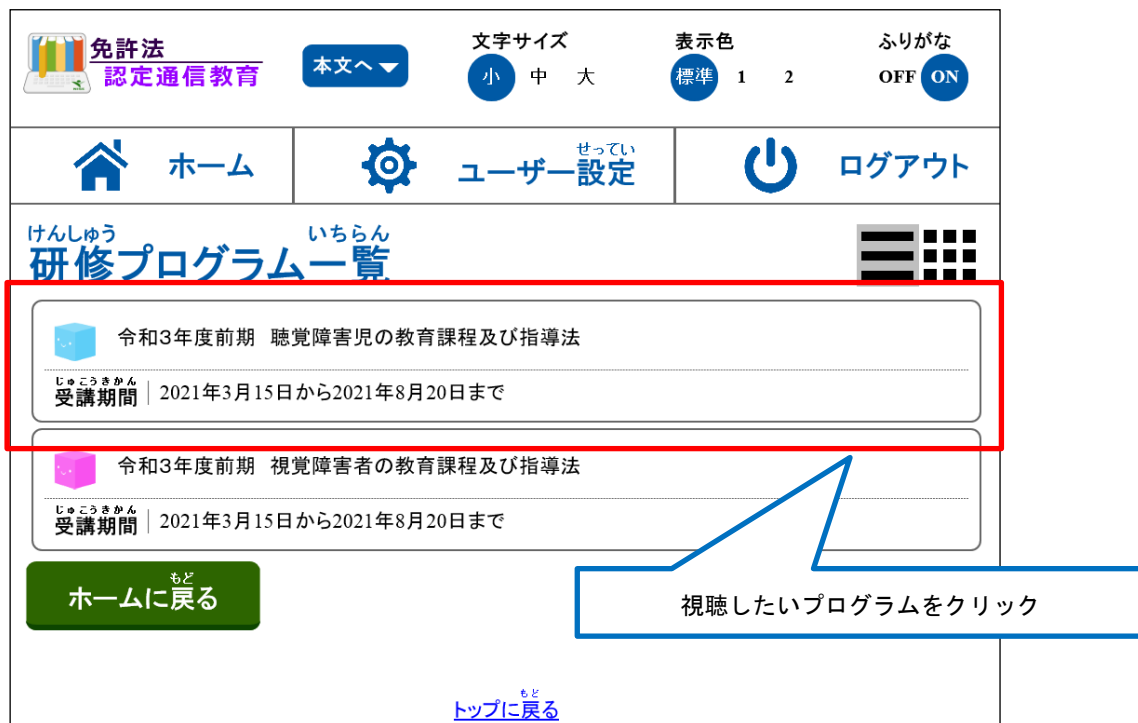 免許法
認定通信教育
本文へ
文字サイズ
小 中 大
表示色
標準 1 2
ふりがな
OFF ON
ホーム
せってい
ユーザー設定
ログアウト
けんしゅう いちらん
研修プログラム一覧
令和3年度前期 聴覚障害児の教育課程及び指導法
じゅこうきかん
受講期間 2021年3月15日から2021年8月20日まで
令和3年度前期 視覚障害者の教育課程及び指導法
じゅこうきかん
受講期間 2021年3月15日から2021年8月20日まで
もど
ホームに戻る
視聴したいプログラムをクリック
もど
トップに戻る